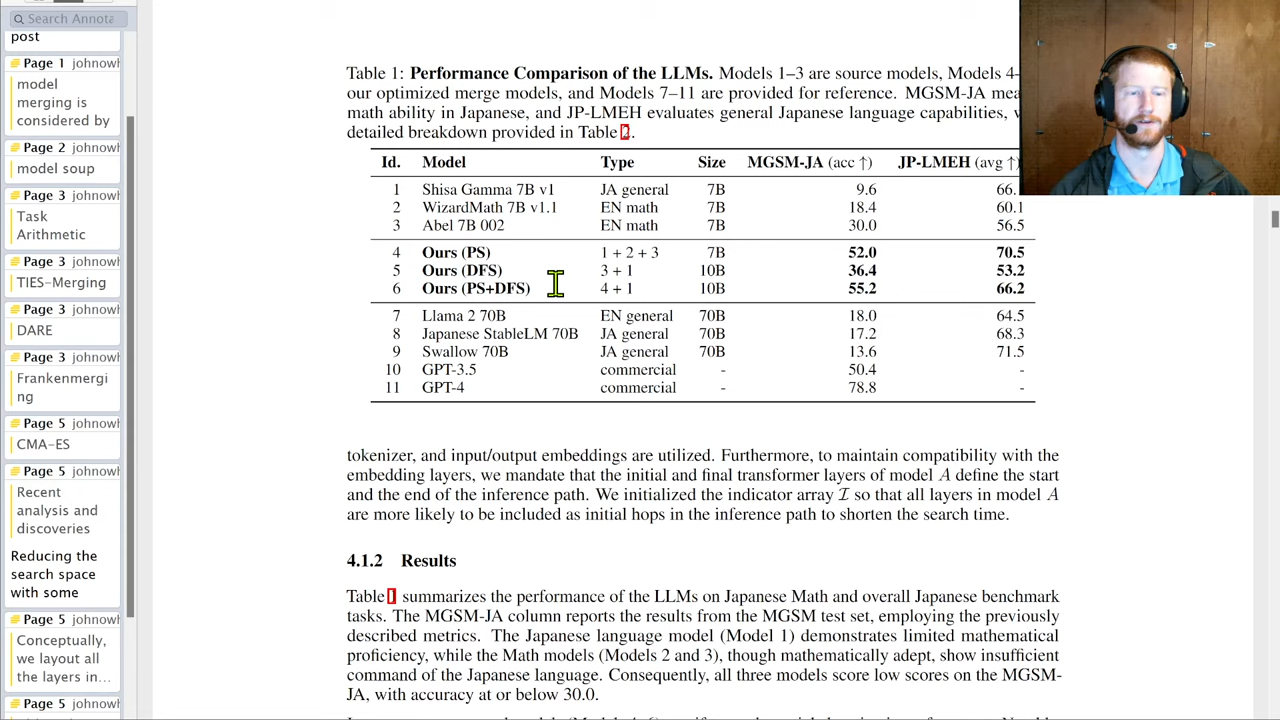 Search Annota
post
Page 1 johnowh
model
merging is
considered by
Page 2 johnowh
model soup
Page 3 johnowh
Task
Arithmetic
Page 3 johnowh
TIES-Merging
Page 3 johnowh
DARE
Page 3 johnowh
Frankenmergi
ng
Page 5 johnowh
CMA-ES
Page 5 johnowh
Recent
analysis and
discoveries
Reducing the
search space
with some
Page 5 johnowh
Conceptually,
we layout all
the layers in...
Page 5 johnowh
Table 1: Performance Comparison of the LLMs. Models 1–3 are source models, Models 4–
our optimized merge models, and Models 7–11 are provided for reference. MGSM-JA mea
math ability in Japanese, and JP-LMEH evaluates general Japanese language capabilities,
detailed breakdown provided in Table 2.
Id. Model Type Size MGSM-JA (acc ↑) JP-LMEH (avg ↑)
1 Shisa Gamma 7B v1 JA general 7B 9.6 66.
2 WizardMath 7B v1.1 EN math 7B 18.4 60.1
3 Abel 7B 002 EN math 7B 30.0 56.5
4 Ours (PS) 1 + 2 + 3 7B 52.0 70.5
5 Ours (DFS) 3 + 1 10B 36.4 53.2
6 Ours (PS+DFS) 4 + 1 10B 55.2 66.2
7 Llama 2 70B EN general 70B 18.0 64.5
8 Japanese StableLM 70B JA general 70B 17.2 68.3
9 Swallow 70B JA general 70B 13.6 71.5
10 GPT-3.5 commercial - 50.4 -
11 GPT-4 commercial - 78.8 -
tokenizer, and input/output embeddings are utilized. Furthermore, to maintain compatibility with the
embedding layers, we mandate that the initial and final transformer layers of model A define the start
and the end of the inference path. We initialized the indicator array I so that all layers in model A
are more likely to be included as initial hops in the inference path to shorten the search time.
4.1.2 Results
Table 1 summarizes the performance of the LLMs on Japanese Math and overall Japanese benchmark
tasks. The MGSM-JA column reports the results from the MGSM test set, employing the previously
described metrics. The Japanese language model (Model 1) demonstrates limited mathematical
proficiency, while the Math models (Models 2 and 3), though mathematically adept, show insufficient
command of the Japanese language. Consequently, all three models score low scores on the MGSM-
JA, with accuracy at or below 30.0.